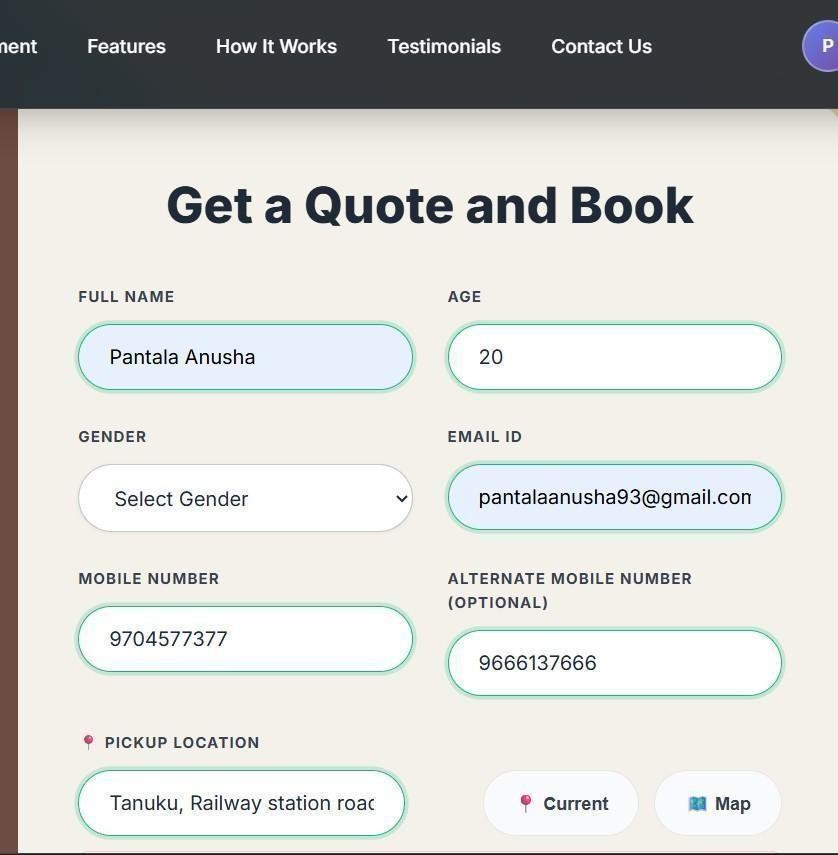 ment Features How It Works Testimonials Contact Us P
Get a Quote and Book
FULL NAME AGE
Pantala Anusha 20
GENDER EMAIL ID
Select Gender pantalaanusha93@gmail.com
MOBILE NUMBER ALTERNATE MOBILE NUMBER
(OPTIONAL)
9704577377
9666137666
📍 PICKUP LOCATION
Tanuku, Railway station road 📍 Current 🗺️ Map